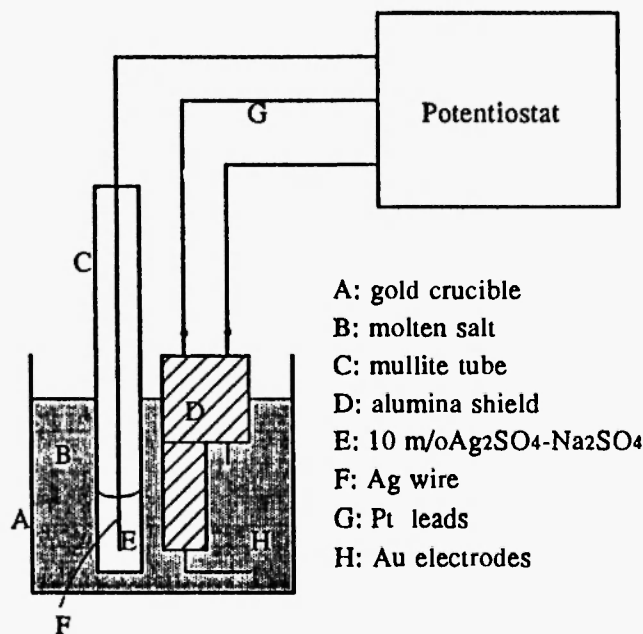 G
Potentiostat
C
A: gold crucible
B: molten salt
C: mullite tube
D: alumina shield
E: 10 m/oAg2SO4-Na2SO4
F: Ag wire
G: Pt leads
H: Au electrodes
D
B
A
E
H
F